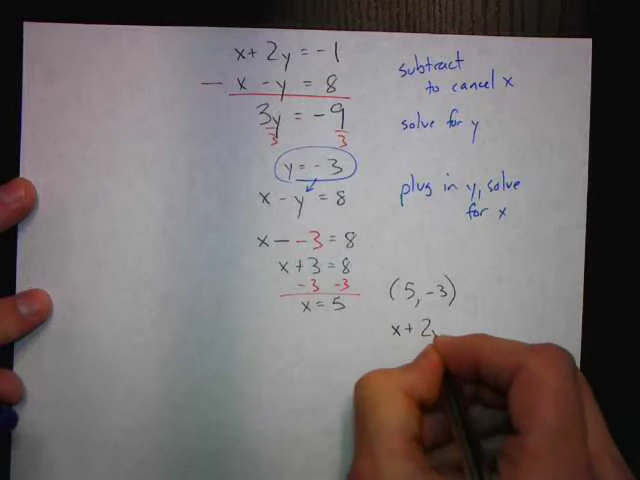 x + 2y = -1
subtract
to cancel x
- x - y = 8
3y = -9
3 3
solve for y
y = -3
plug in y, solve
for x
x - y = 8
x - -3 = 8
x + 3 = 8
-3 -3
x = 5
(5, -3)
x + 2y